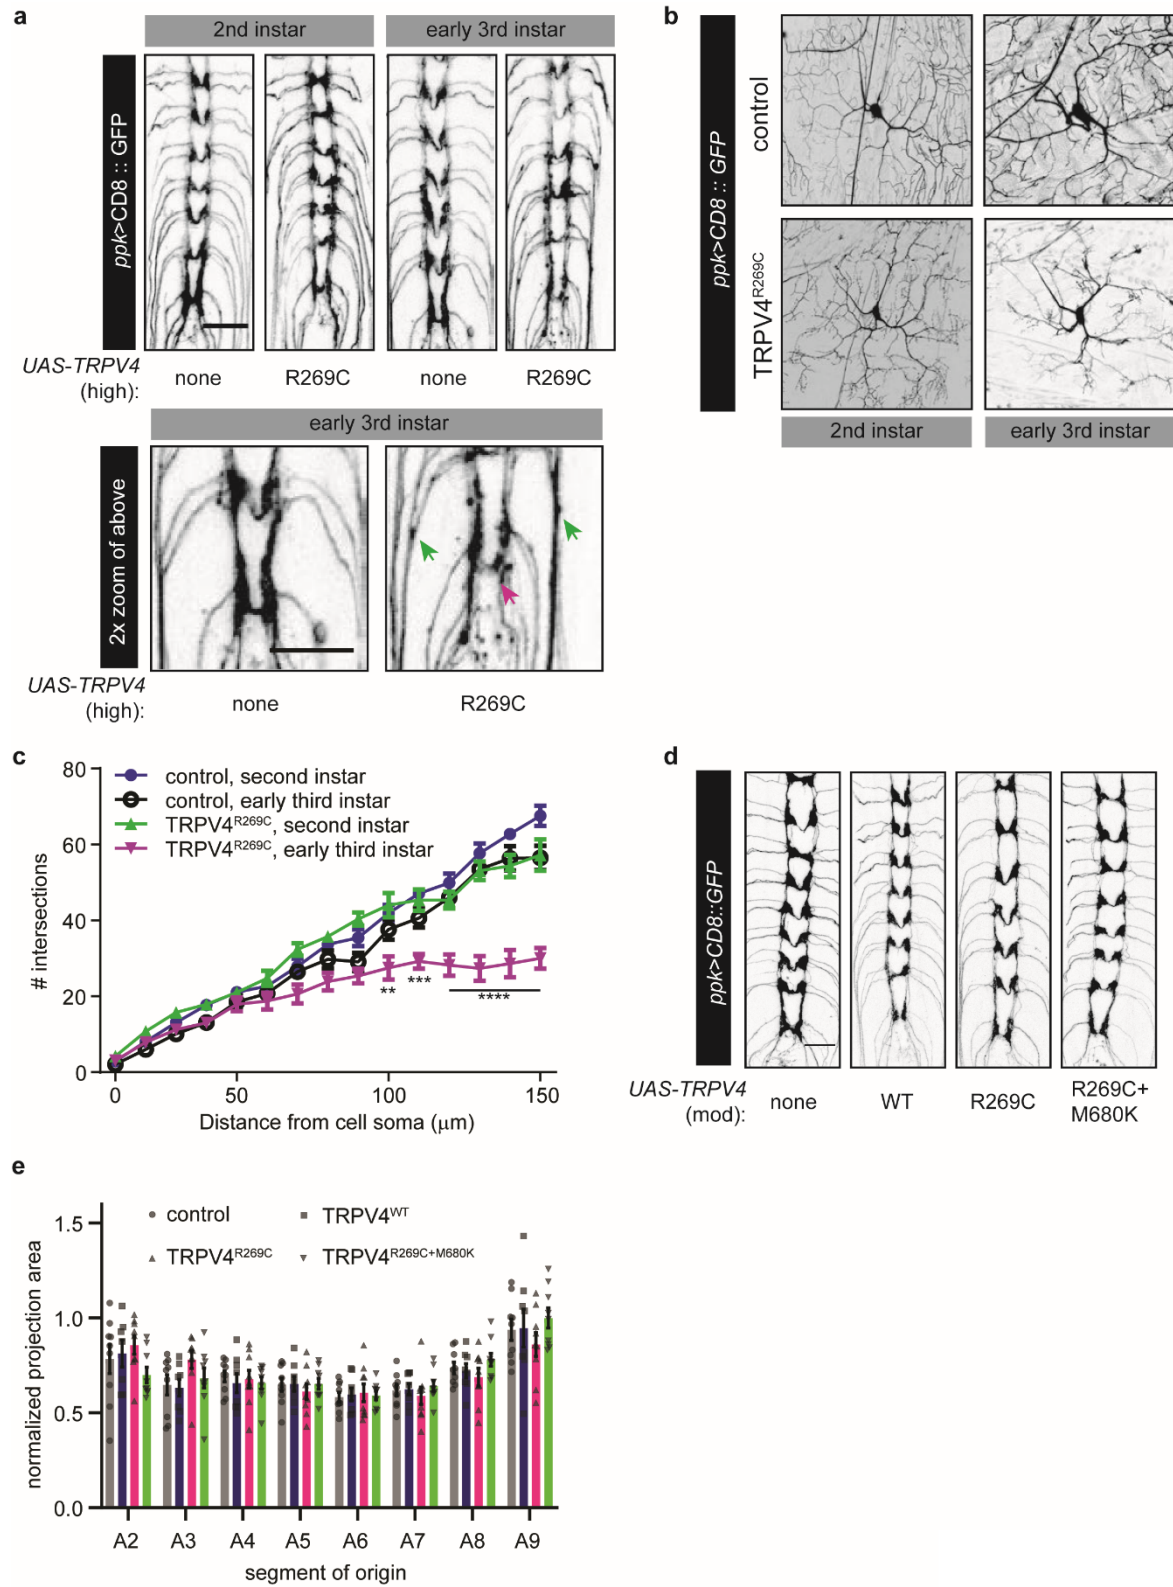 a
2nd instar
early 3rd instar
ppk>CD8 :: GFP
UAS-TRPV4
(high):
none
R269C
none
R269C
early 3rd instar
2x zoom of above
UAS-TRPV4
(high):
none
R269C
b
ppk>CD8 :: GFP
control
TRPV4R269C
2nd instar
early 3rd instar
c
80
60
40
20
0
# intersections
control, second instar
control, early third instar
TRPV4R269C, second instar
TRPV4R269C, early third instar
**
***
****
0
50
100
150
Distance from cell soma (μm)
d
ppk>CD8::GFP
UAS-TRPV4
(mod):
none
WT
R269C
R269C+
M680K
e
normalized projection area
1.5
1.0
0.5
0.0
control
TRPV4WT
TRPV4R269C
TRPV4R269C+M680K
A2
A3
A4
A5
A6
A7
A8
A9
segment of origin